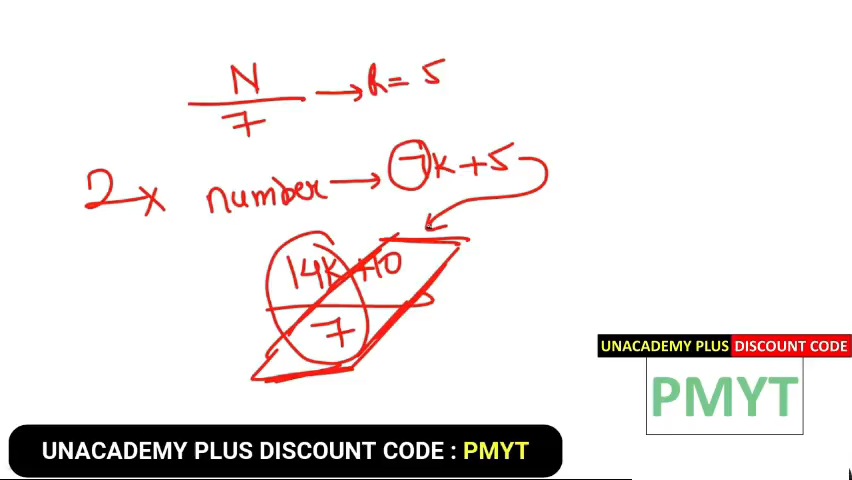 N
7 → R = 5
2 x number → 7k + 5
14k + 10
7
UNACADEMY PLUS DISCOUNT CODE
PMYT
UNACADEMY PLUS DISCOUNT CODE : PMYT